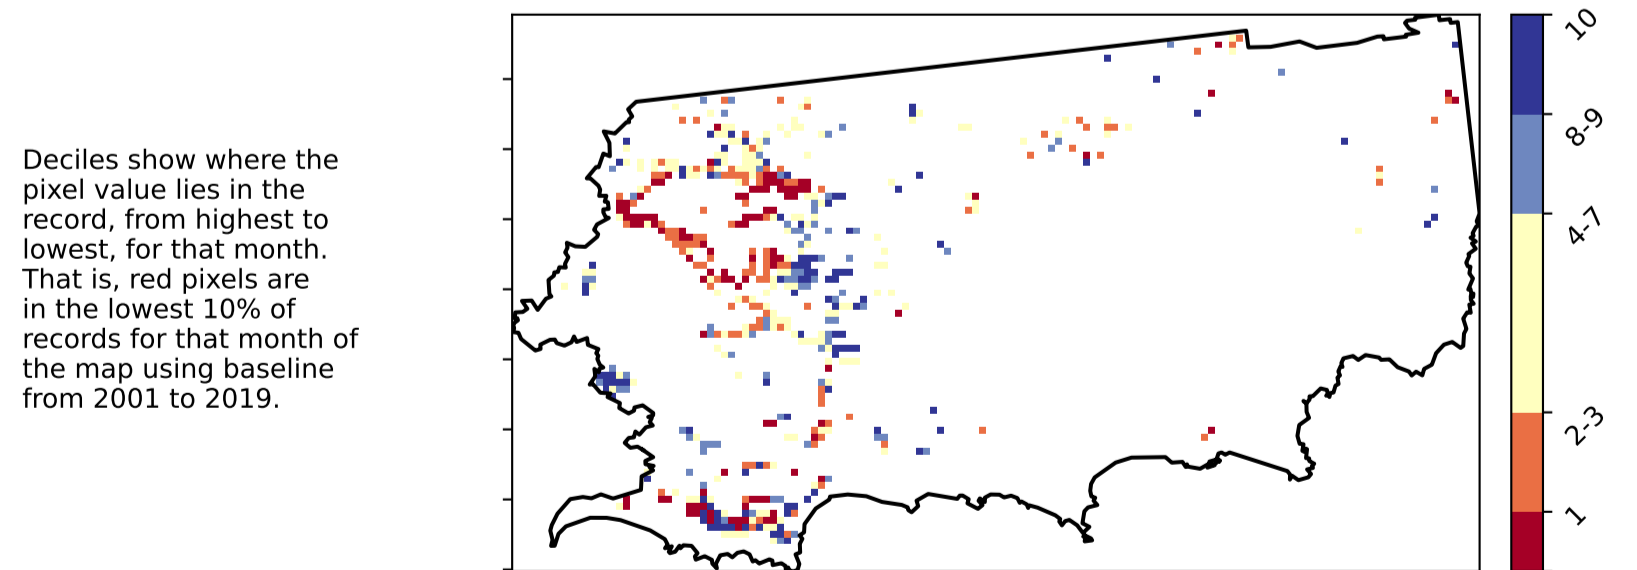 Deciles show where the
pixel value lies in the
record, from highest to
lowest, for that month.
That is, red pixels are
in the lowest 10% of
records for that month of
the map using baseline
from 2001 to 2019.
10
8-9
4-7
2-3
1